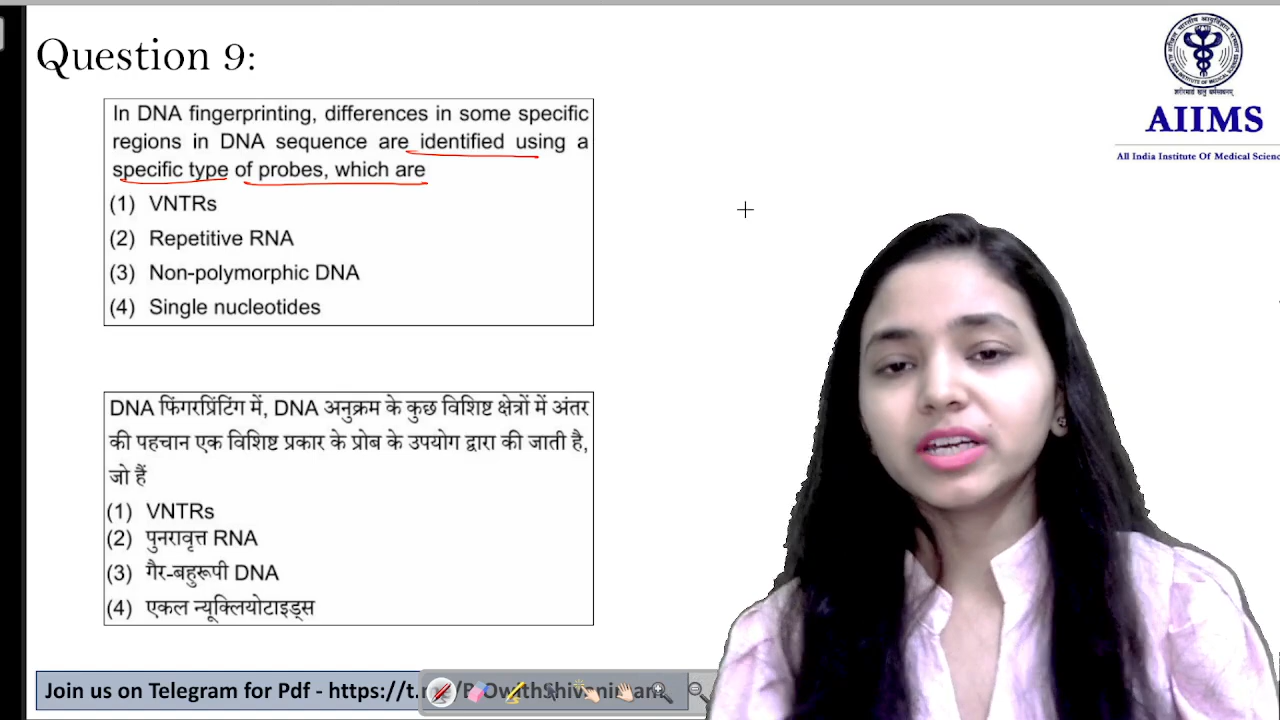 Question 9:
In DNA fingerprinting, differences in some specific
regions in DNA sequence are identified using a
specific type of probes, which are
(1) VNTRs
(2) Repetitive RNA
(3) Non-polymorphic DNA
(4) Single nucleotides
DNA फिंगरप्रिंटिंग में, DNA अनुक्रम के कुछ विशिष्ट क्षेत्रों में अंतर
की पहचान एक विशिष्ट प्रकार के प्रोब के उपयोग द्वारा की जाती है,
जो हैं
(1) VNTRs
(2) पुनरावृत्त RNA
(3) गैर-बहुरूपी DNA
(4) एकल न्यूक्लियोटाइड्स
AIIMS
All India Institute Of Medical Scienc
Join us on Telegram for Pdf - https://t.